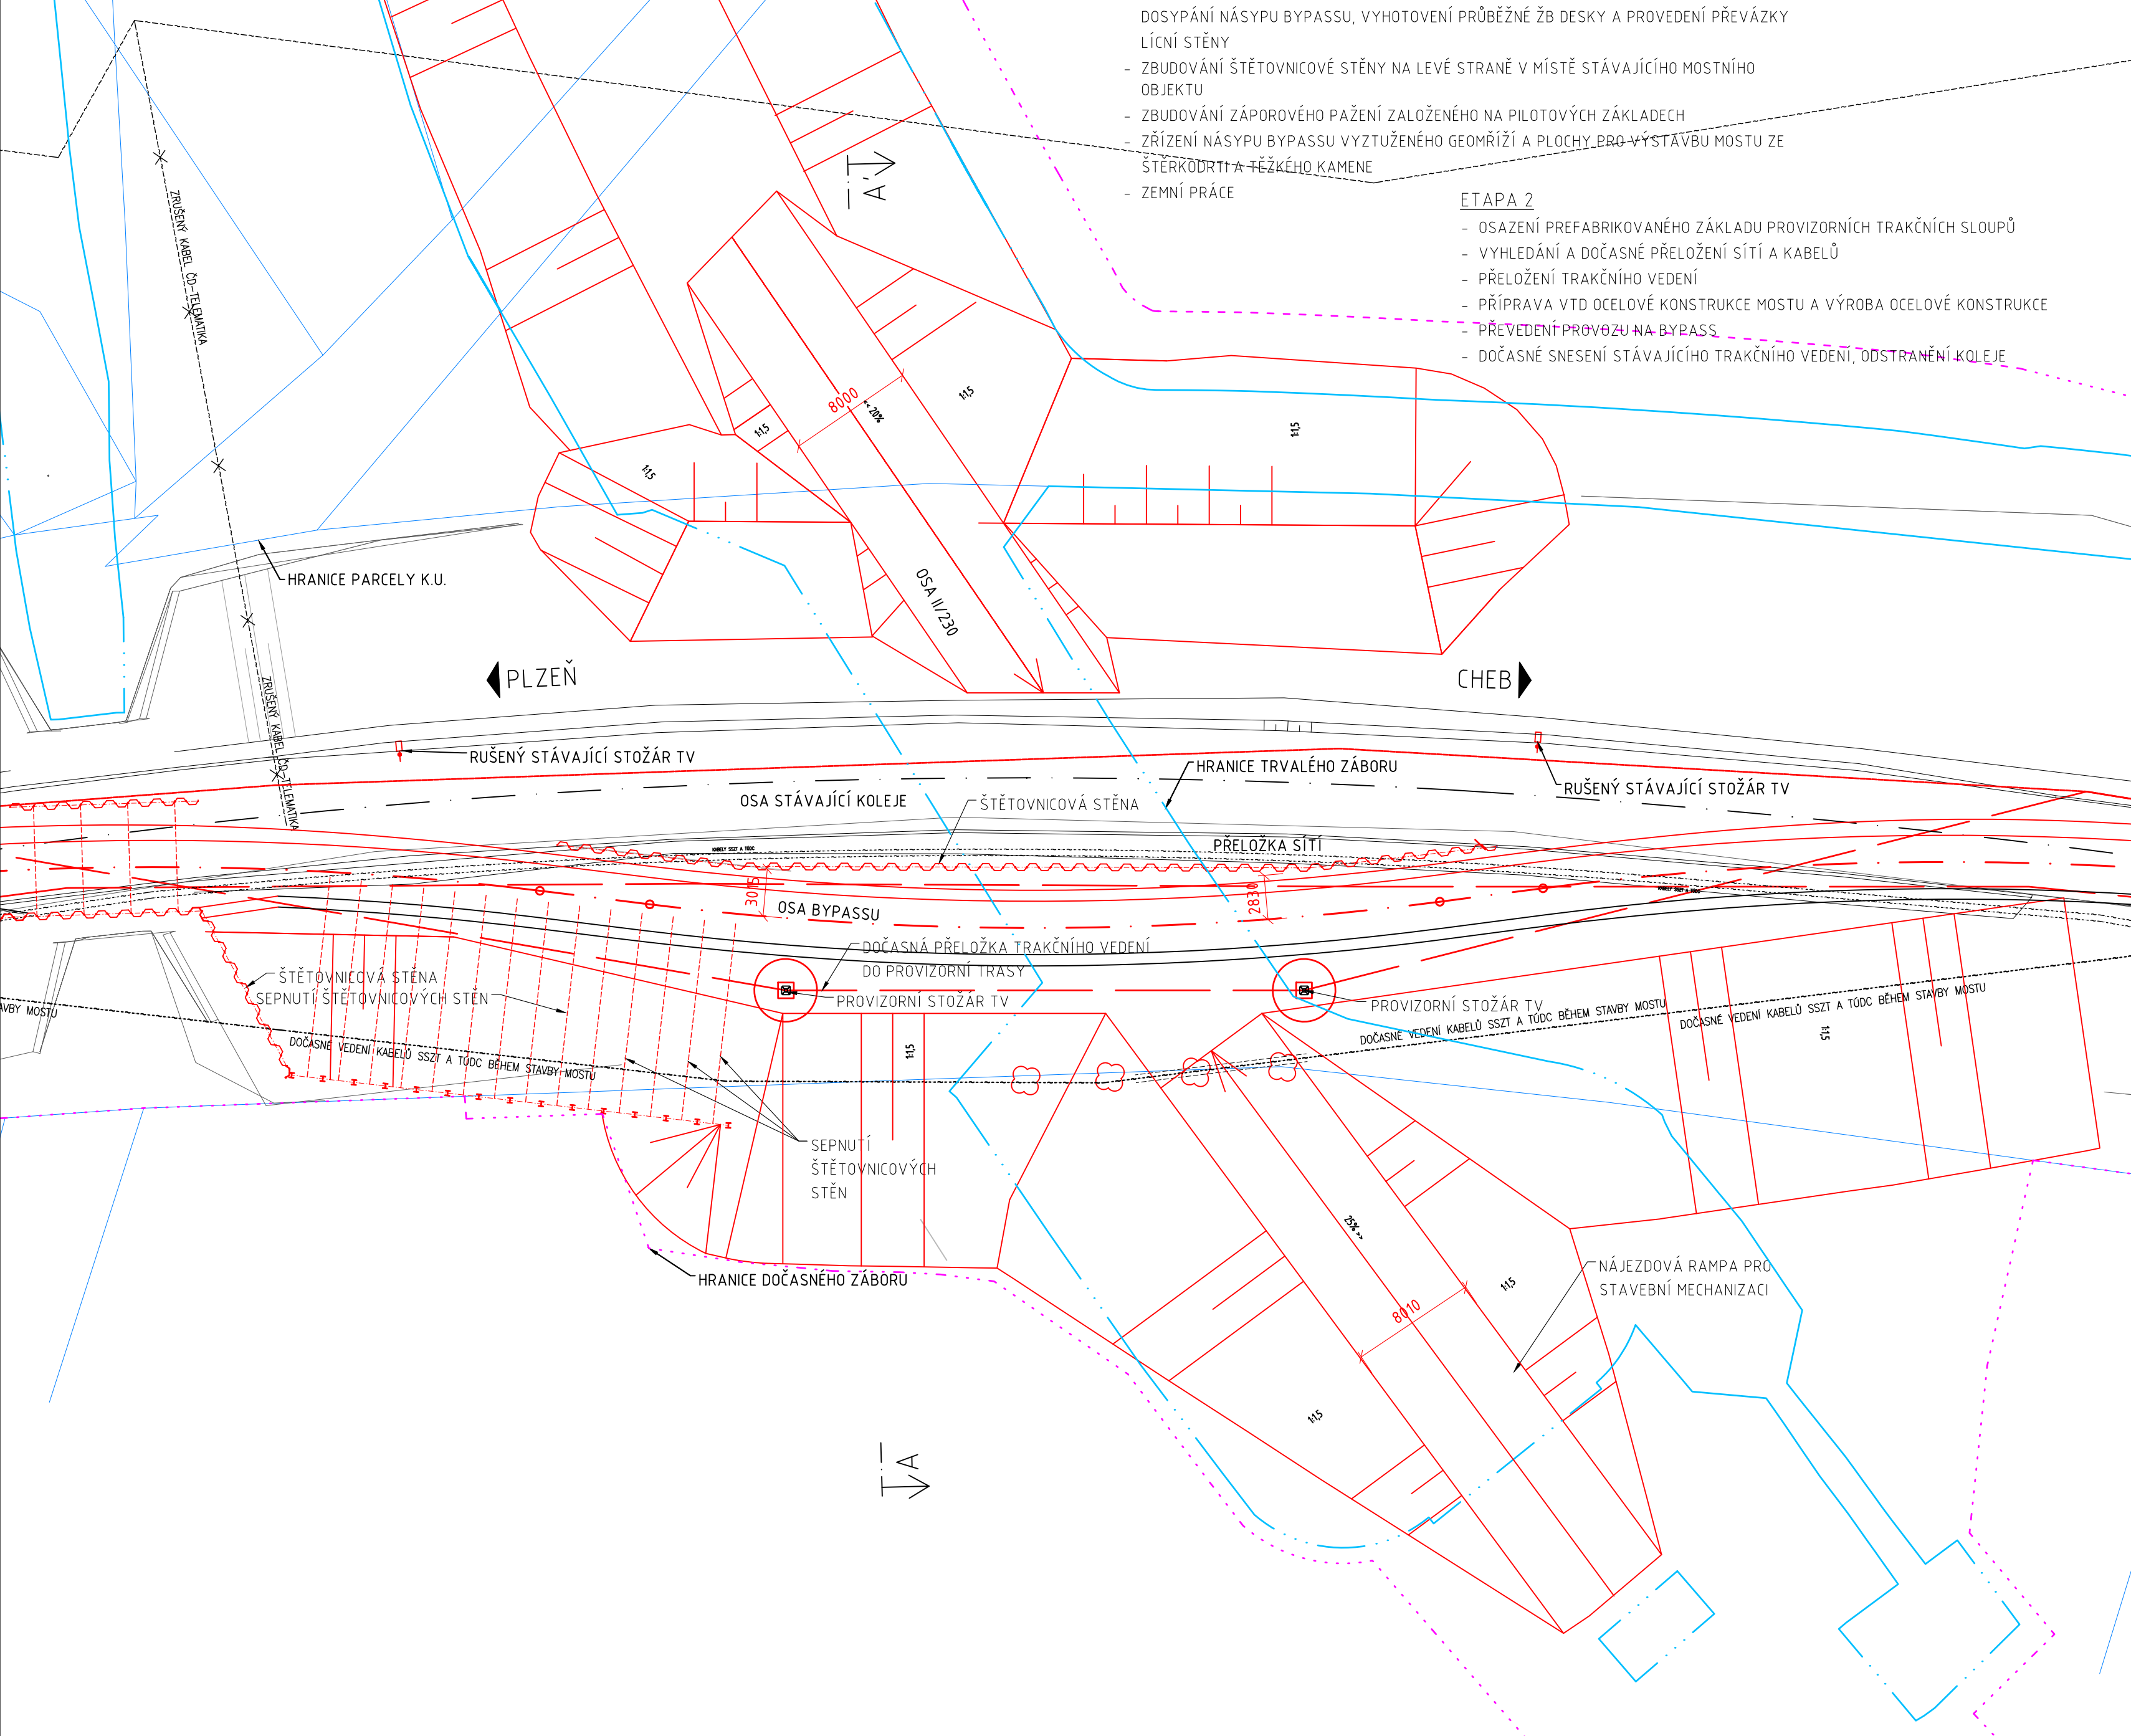 DOSYPÁNÍ NÁSYPU BYPASSU, VYHOTOVENÍ PRŮBĚŽNÉ ŽB DESKY A PROVEDENÍ PŘEVÁZKY
LÍCNÍ STĚNY
- ZBUDOVÁNÍ ŠTĚTOVNICOVÉ STĚNY NA LEVÉ STRANĚ V MÍSTĚ STÁVAJÍCÍHO MOSTNÍHO
OBJEKTU
- ZBUDOVÁNÍ ZÁPOROVÉHO PAŽENÍ ZALOŽENÉHO NA PILOTOVÝCH ZÁKLADECH
- ZŘÍZENÍ NÁSYPU BYPASSU VYZTUŽENÉHO GEOMŘÍŽÍ A PLOCHY PRO VÝSTAVBU MOSTU ZE
ŠTĚRKODRTI A TĚŽKÉHO KAMENE
- ZEMNÍ PRÁCE
ETAPA 2
- OSAZENÍ PREFABRIKOVANÉHO ZÁKLADU PROVIZORNÍCH TRAKČNÍCH SLOUPŮ
- VYHLEDÁNÍ A DOČASNÉ PŘELOŽENÍ SÍTÍ A KABELŮ
- PŘELOŽENÍ TRAKČNÍHO VEDENÍ
- PŘÍPRAVA VTD OCELOVÉ KONSTRUKCE MOSTU A VÝROBA OCELOVÉ KONSTRUKCE
- PŘEVEDENÍ PROVOZU NA BYPASS
- DOČASNÉ SNESENÍ STÁVAJÍCÍHO TRAKČNÍHO VEDENÍ, ODSTRANĚNÍ KOLEJE
A'
ZRUŠENÝ KABEL ČD-TELEMATIKA
8000
<< 20%
1:1,5
1:1,5
1:1,5
1:1,5
OSA II/230
HRANICE PARCELY K.U.
PLZEŇ
CHEB
ZRUŠENÝ KABEL ČD-TELEMATIKA
RUŠENÝ STÁVAJÍCÍ STOŽÁR TV
HRANICE TRVALÉHO ZÁBORU
RUŠENÝ STÁVAJÍCÍ STOŽÁR TV
OSA STÁVAJÍCÍ KOLEJE
ŠTĚTOVNICOVÁ STĚNA
PŘELOŽKA SÍTÍ
KABELY SSZT A TÚDC
KABELY SSZT A TÚDC
3015
2830
OSA BYPASSU
DOČASNÁ PŘELOŽKA TRAKČNÍHO VEDENÍ
DO PROVIZORNÍ TRASY
ŠTĚTOVNICOVÁ STĚNA
SEPNUTÍ ŠTĚTOVNICOVÝCH STĚN
PROVIZORNÍ STOŽÁR TV
PROVIZORNÍ STOŽÁR TV
AVBY MOSTU
DOČASNÉ VEDENÍ KABELŮ SSZT A TÚDC BĚHEM STAVBY MOSTU
DOČASNÉ VEDENÍ KABELŮ SSZT A TÚDC BĚHEM STAVBY MOSTU
DOČASNÉ VEDENÍ KABELŮ SSZT A TÚDC BĚHEM STAVBY MOSTU
1:1,5
1:1,5
SEPNUTÍ
ŠTĚTOVNICOVÝCH
STĚN
HRANICE DOČASNÉHO ZÁBORU
25% >>
NÁJEZDOVÁ RAMPA PRO
STAVEBNÍ MECHANIZACI
1:1,5
8010
1:1,5
A